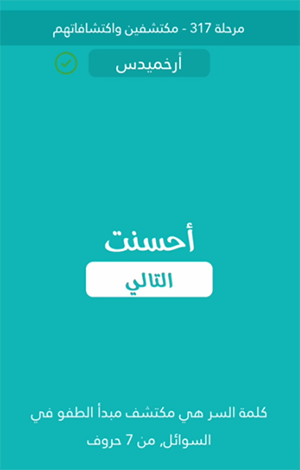 مرحلة 317 - مكتشفين واكتشافاتهم
أرخميدس
أحسنت
التالي
كلمة السر هي مكتشف مبدأ الطفو في
السوائل, من 7 حروف